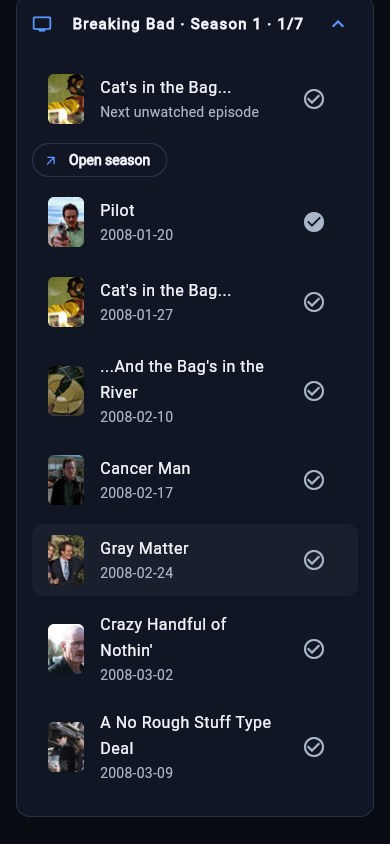 Breaking Bad · Season 1 · 1/7
Cat's in the Bag...
Next unwatched episode
Open season
Pilot
2008-01-20
Cat's in the Bag...
2008-01-27
...And the Bag's in the
River
2008-02-10
Cancer Man
2008-02-17
Gray Matter
2008-02-24
Crazy Handful of
Nothin'
2008-03-02
A No Rough Stuff Type
Deal
2008-03-09